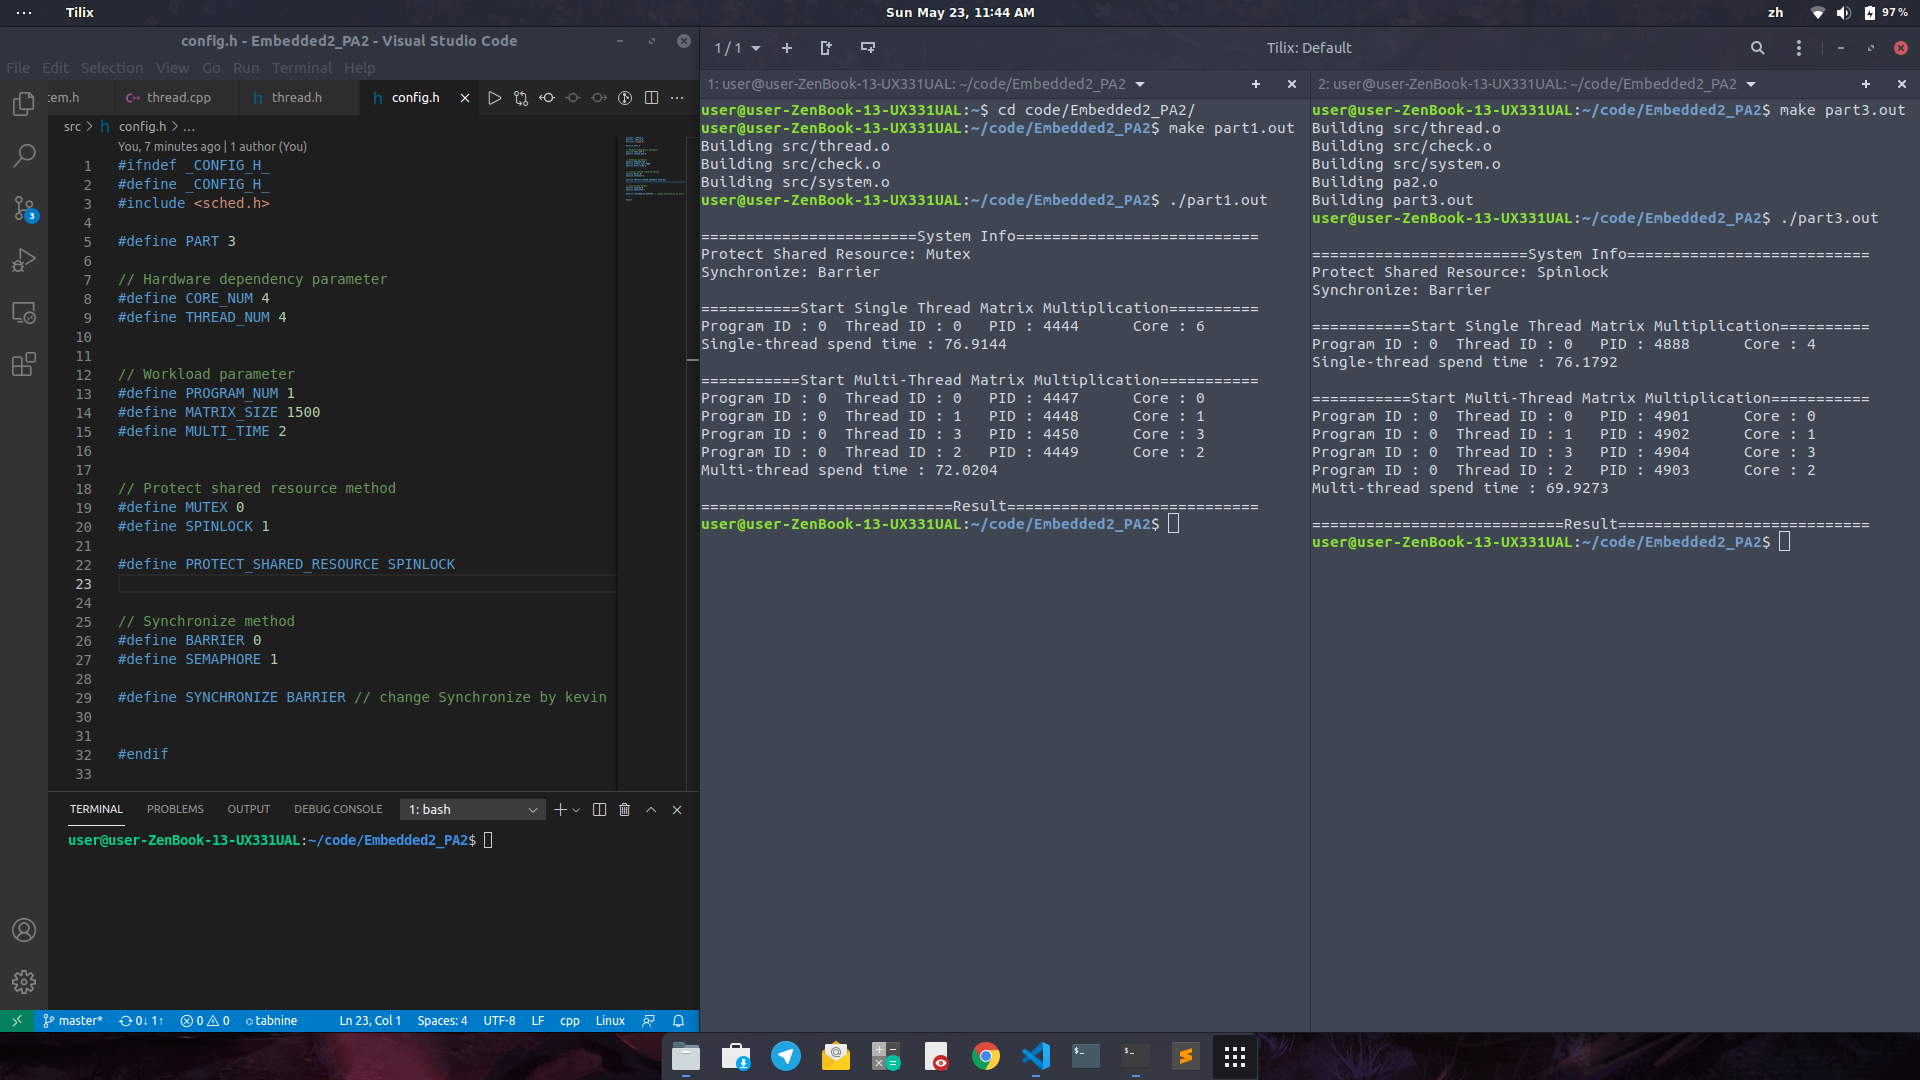 Tilix
Sun May 23, 11:44 AM
zh
97 %
config.h - Embedded2_PA2 - Visual Studio Code
File Edit Selection View Go Run Terminal Help
tem.h
thread.cpp
thread.h
config.h
src > h config.h > ...
You, 7 minutes ago | 1 author (You)
1 #ifndef _CONFIG_H_
2 #define _CONFIG_H_
3 #include <sched.h>
4
5 #define PART 3
6
7 // Hardware dependency parameter
8 #define CORE_NUM 4
9 #define THREAD_NUM 4
10
11
12 // Workload parameter
13 #define PROGRAM_NUM 1
14 #define MATRIX_SIZE 1500
15 #define MULTI_TIME 2
16
17
18 // Protect shared resource method
19 #define MUTEX 0
20 #define SPINLOCK 1
21
22 #define PROTECT_SHARED_RESOURCE SPINLOCK
23
24
25 // Synchronize method
26 #define BARRIER 0
27 #define SEMAPHORE 1
28
29 #define SYNCHRONIZE BARRIER // change Synchronize by kevin
30
31
32 #endif
33
3
TERMINAL PROBLEMS OUTPUT DEBUG CONSOLE 1: bash
user@user-ZenBook-13-UX331UAL:~/code/Embedded2_PA2$
master* 0↓ 1↑ 0 0 tabnine Ln 23, Col 1 Spaces: 4 UTF-8 LF cpp Linux
1 / 1
Tilix: Default
1: user@user-ZenBook-13-UX331UAL: ~/code/Embedded2_PA2
user@user-ZenBook-13-UX331UAL:~$ cd code/Embedded2_PA2/
user@user-ZenBook-13-UX331UAL:~/code/Embedded2_PA2$ make part1.out
Building src/thread.o
Building src/check.o
Building src/system.o
user@user-ZenBook-13-UX331UAL:~/code/Embedded2_PA2$ ./part1.out
========================System Info===========================
Protect Shared Resource: Mutex
Synchronize: Barrier
===========Start Single Thread Matrix Multiplication==========
Program ID : 0 Thread ID : 0 PID : 4444 Core : 6
Single-thread spend time : 76.9144
===========Start Multi-Thread Matrix Multiplication===========
Program ID : 0 Thread ID : 0 PID : 4447 Core : 0
Program ID : 0 Thread ID : 1 PID : 4448 Core : 1
Program ID : 0 Thread ID : 3 PID : 4450 Core : 3
Program ID : 0 Thread ID : 2 PID : 4449 Core : 2
Multi-thread spend time : 72.0204
============================Result============================
user@user-ZenBook-13-UX331UAL:~/code/Embedded2_PA2$
2: user@user-ZenBook-13-UX331UAL: ~/code/Embedded2_PA2
user@user-ZenBook-13-UX331UAL:~/code/Embedded2_PA2$ make part3.out
Building src/thread.o
Building src/check.o
Building src/system.o
Building pa2.o
Building part3.out
user@user-ZenBook-13-UX331UAL:~/code/Embedded2_PA2$ ./part3.out
========================System Info===========================
Protect Shared Resource: Spinlock
Synchronize: Barrier
===========Start Single Thread Matrix Multiplication==========
Program ID : 0 Thread ID : 0 PID : 4888 Core : 4
Single-thread spend time : 76.1792
===========Start Multi-Thread Matrix Multiplication===========
Program ID : 0 Thread ID : 0 PID : 4901 Core : 0
Program ID : 0 Thread ID : 1 PID : 4902 Core : 1
Program ID : 0 Thread ID : 3 PID : 4904 Core : 3
Program ID : 0 Thread ID : 2 PID : 4903 Core : 2
Multi-thread spend time : 69.9273
============================Result============================
user@user-ZenBook-13-UX331UAL:~/code/Embedded2_PA2$